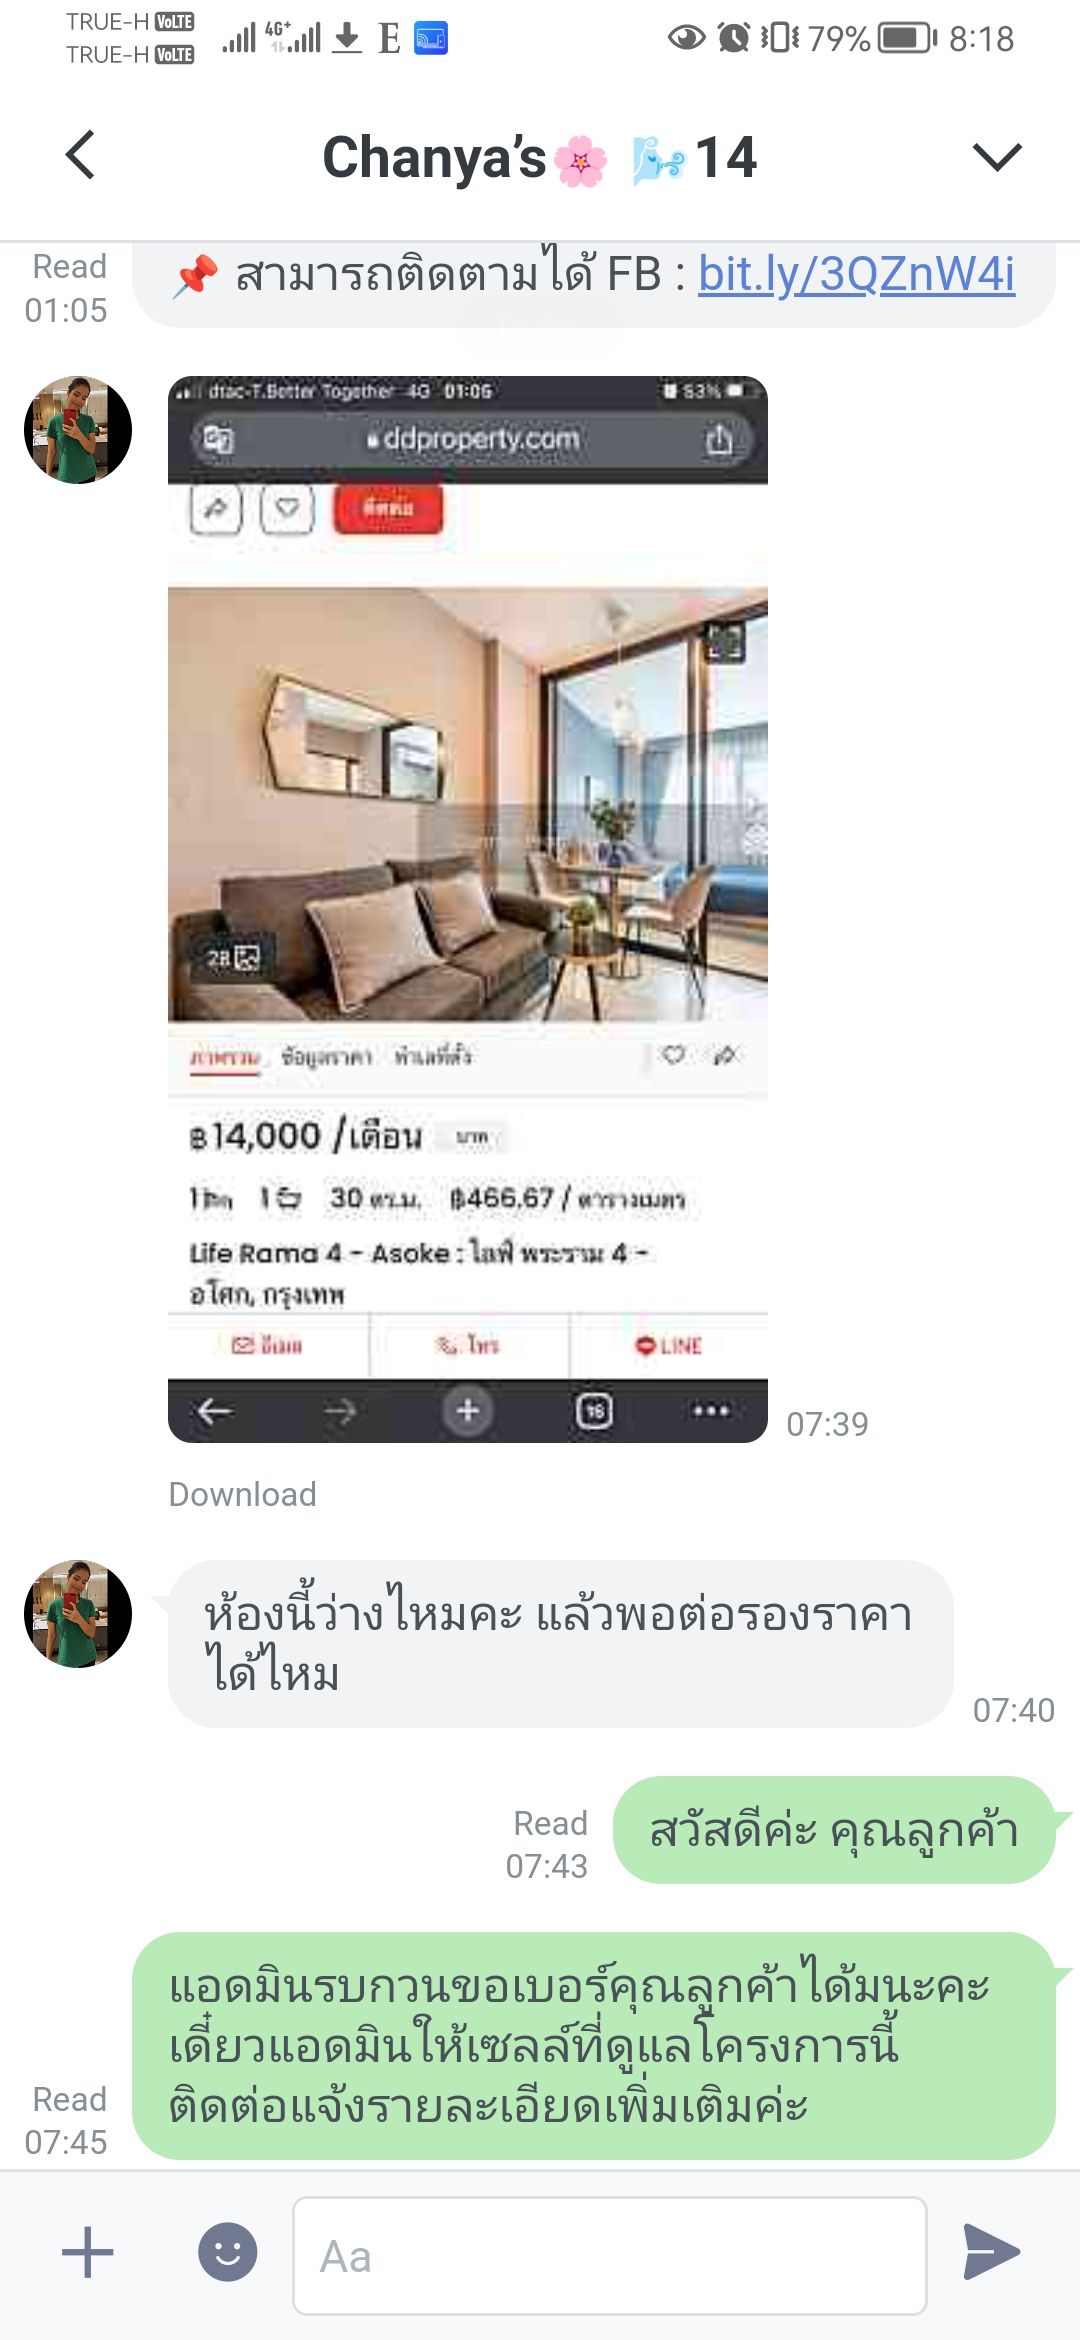 TRUE-H VoLTE
TRUE-H VoLTE
4G+
E
79%
8:18
Chanya's🌸 🌬14
Read
01:05
📌 สามารถติดตามได้ FB : bit.ly/3QZnW4i
Today
dtac-T.Better Together 4G 01:05
53%
ddproperty.com
ติดต่อ
28
ภาพรวม ข้อมูลราคา ทำเลที่ตั้ง
฿14,000 /เดือน บาท
1 1 30 ตร.ม. ฿466.67 / ตารางเมตร
Life Rama 4 - Asoke : ไลฟ์ พระราม 4 -
อโศก, กรุงเทพ
อีเมล โทร LINE
18
07:39
Download
ห้องนี้ว่างไหมคะ แล้วพอต่อรองราคา
ได้ไหม
07:40
Read
07:43
สวัสดีค่ะ คุณลูกค้า
แอดมินรบกวนขอเบอร์คุณลูกค้าได้มนะคะ
เดี๋ยวแอดมินให้เซลล์ที่ดูแลโครงการนี้
ติดต่อแจ้งรายละเอียดเพิ่มเติมค่ะ
Read
07:45
Aa